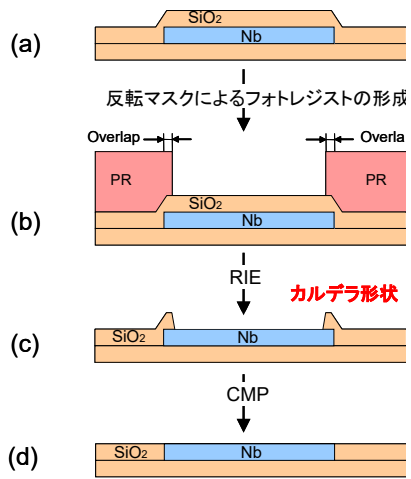 (a)
SiO2
Nb
反転マスクによるフォトレジストの形成
Overlap
Overla
PR
PR
(b)
SiO2
Nb
RIE
カルデラ形状
(c)
SiO2
Nb
CMP
(d)
SiO2
Nb